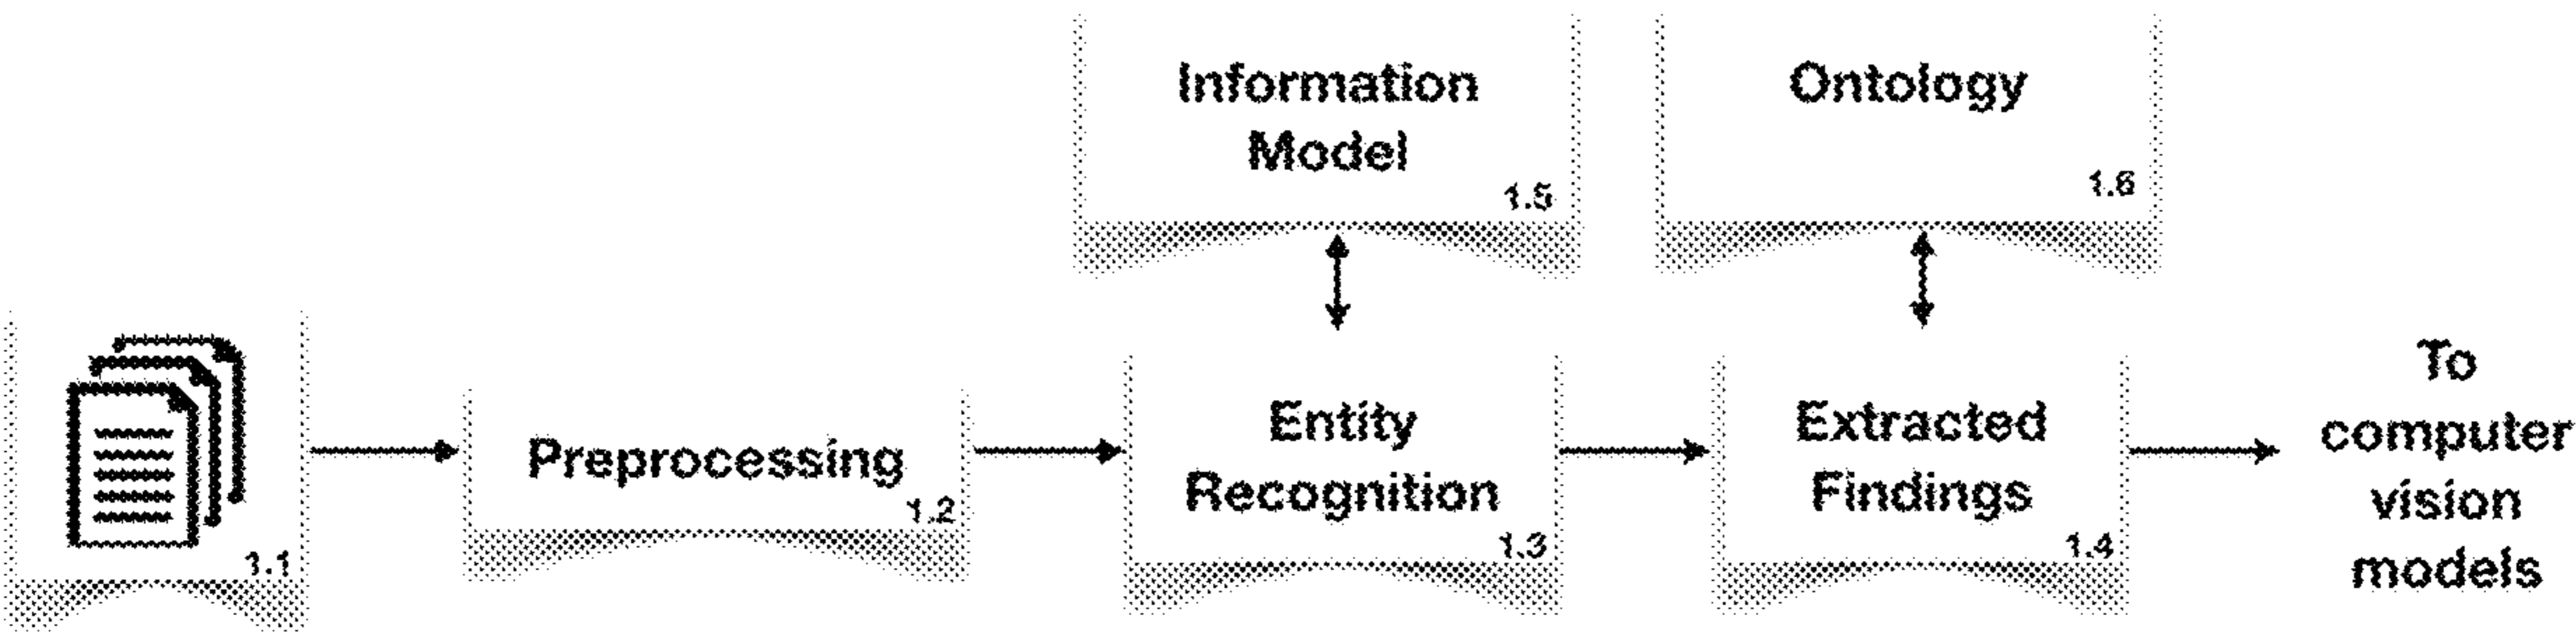 Information
Model
1.5
Ontology
1.6
1.1
Preprocessing
1.2
Entity
Recognition
1.3
Extracted
Findings
1.4
To
computer
vision
models